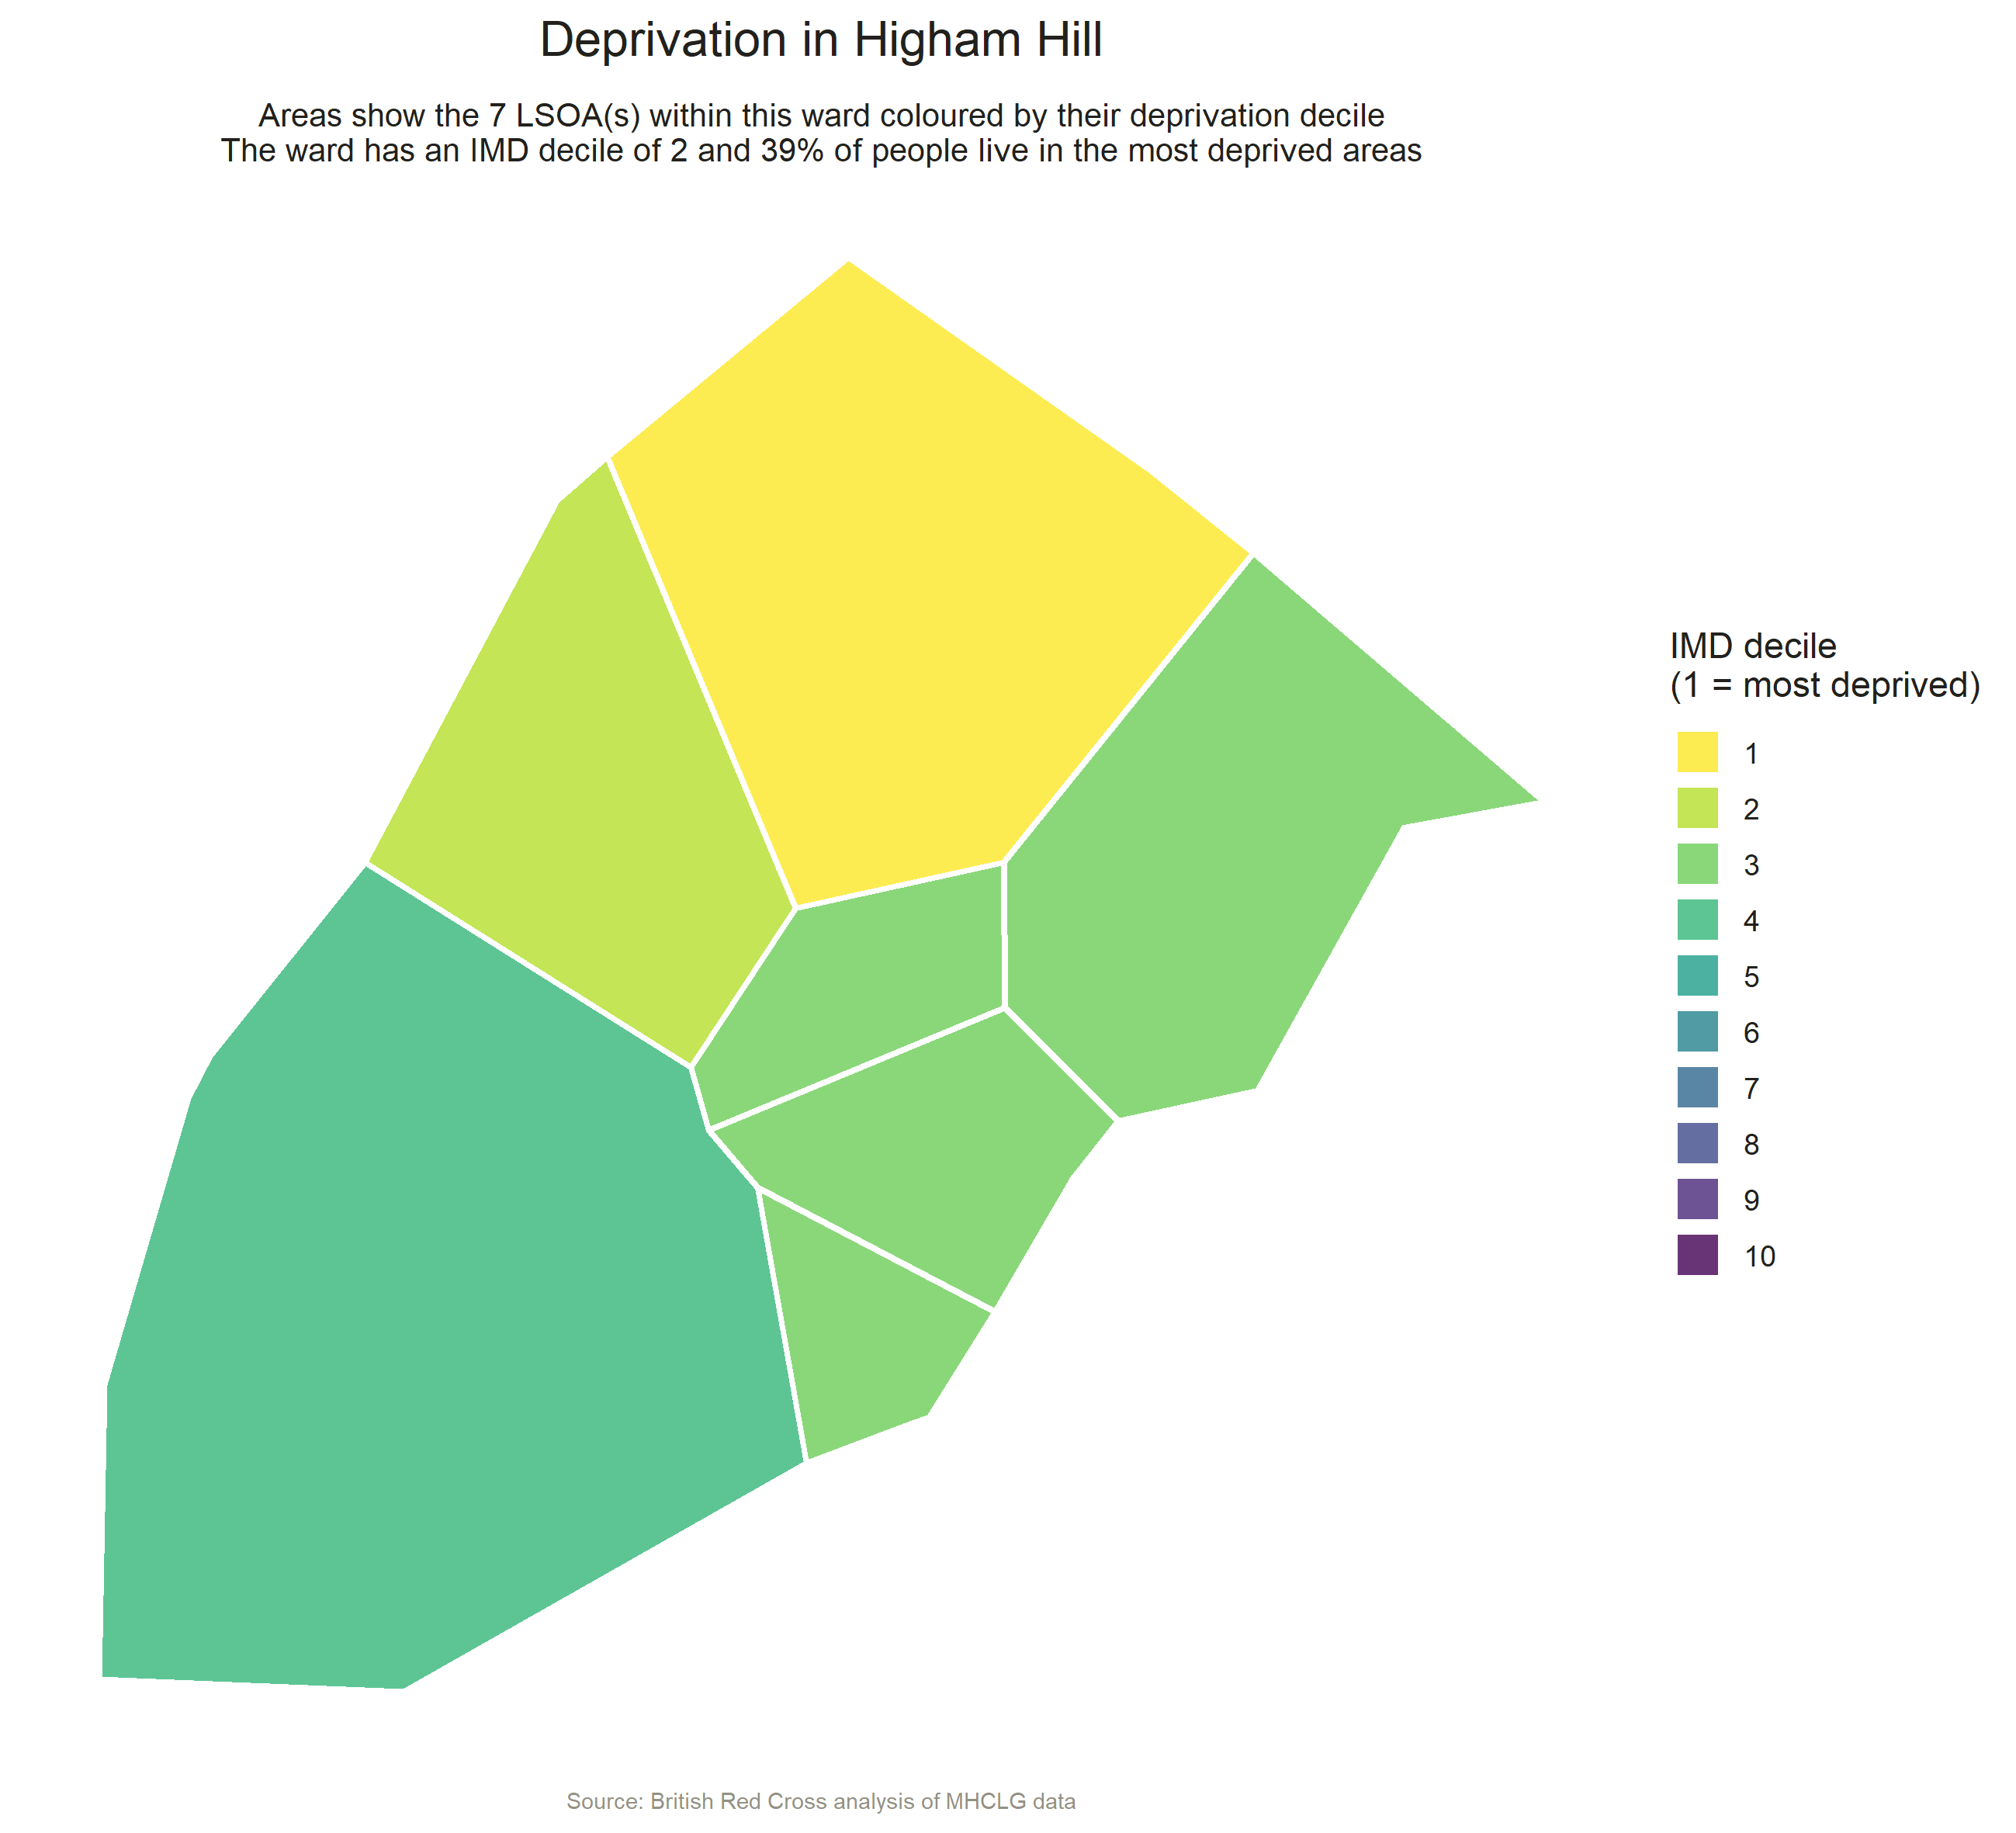 Deprivation in Higham Hill
Areas show the 7 LSOA(s) within this ward coloured by their deprivation decile
The ward has an IMD decile of 2 and 39% of people live in the most deprived areas
IMD decile
(1 = most deprived)
1
2
3
4
5
6
7
8
9
10
Source: British Red Cross analysis of MHCLG data